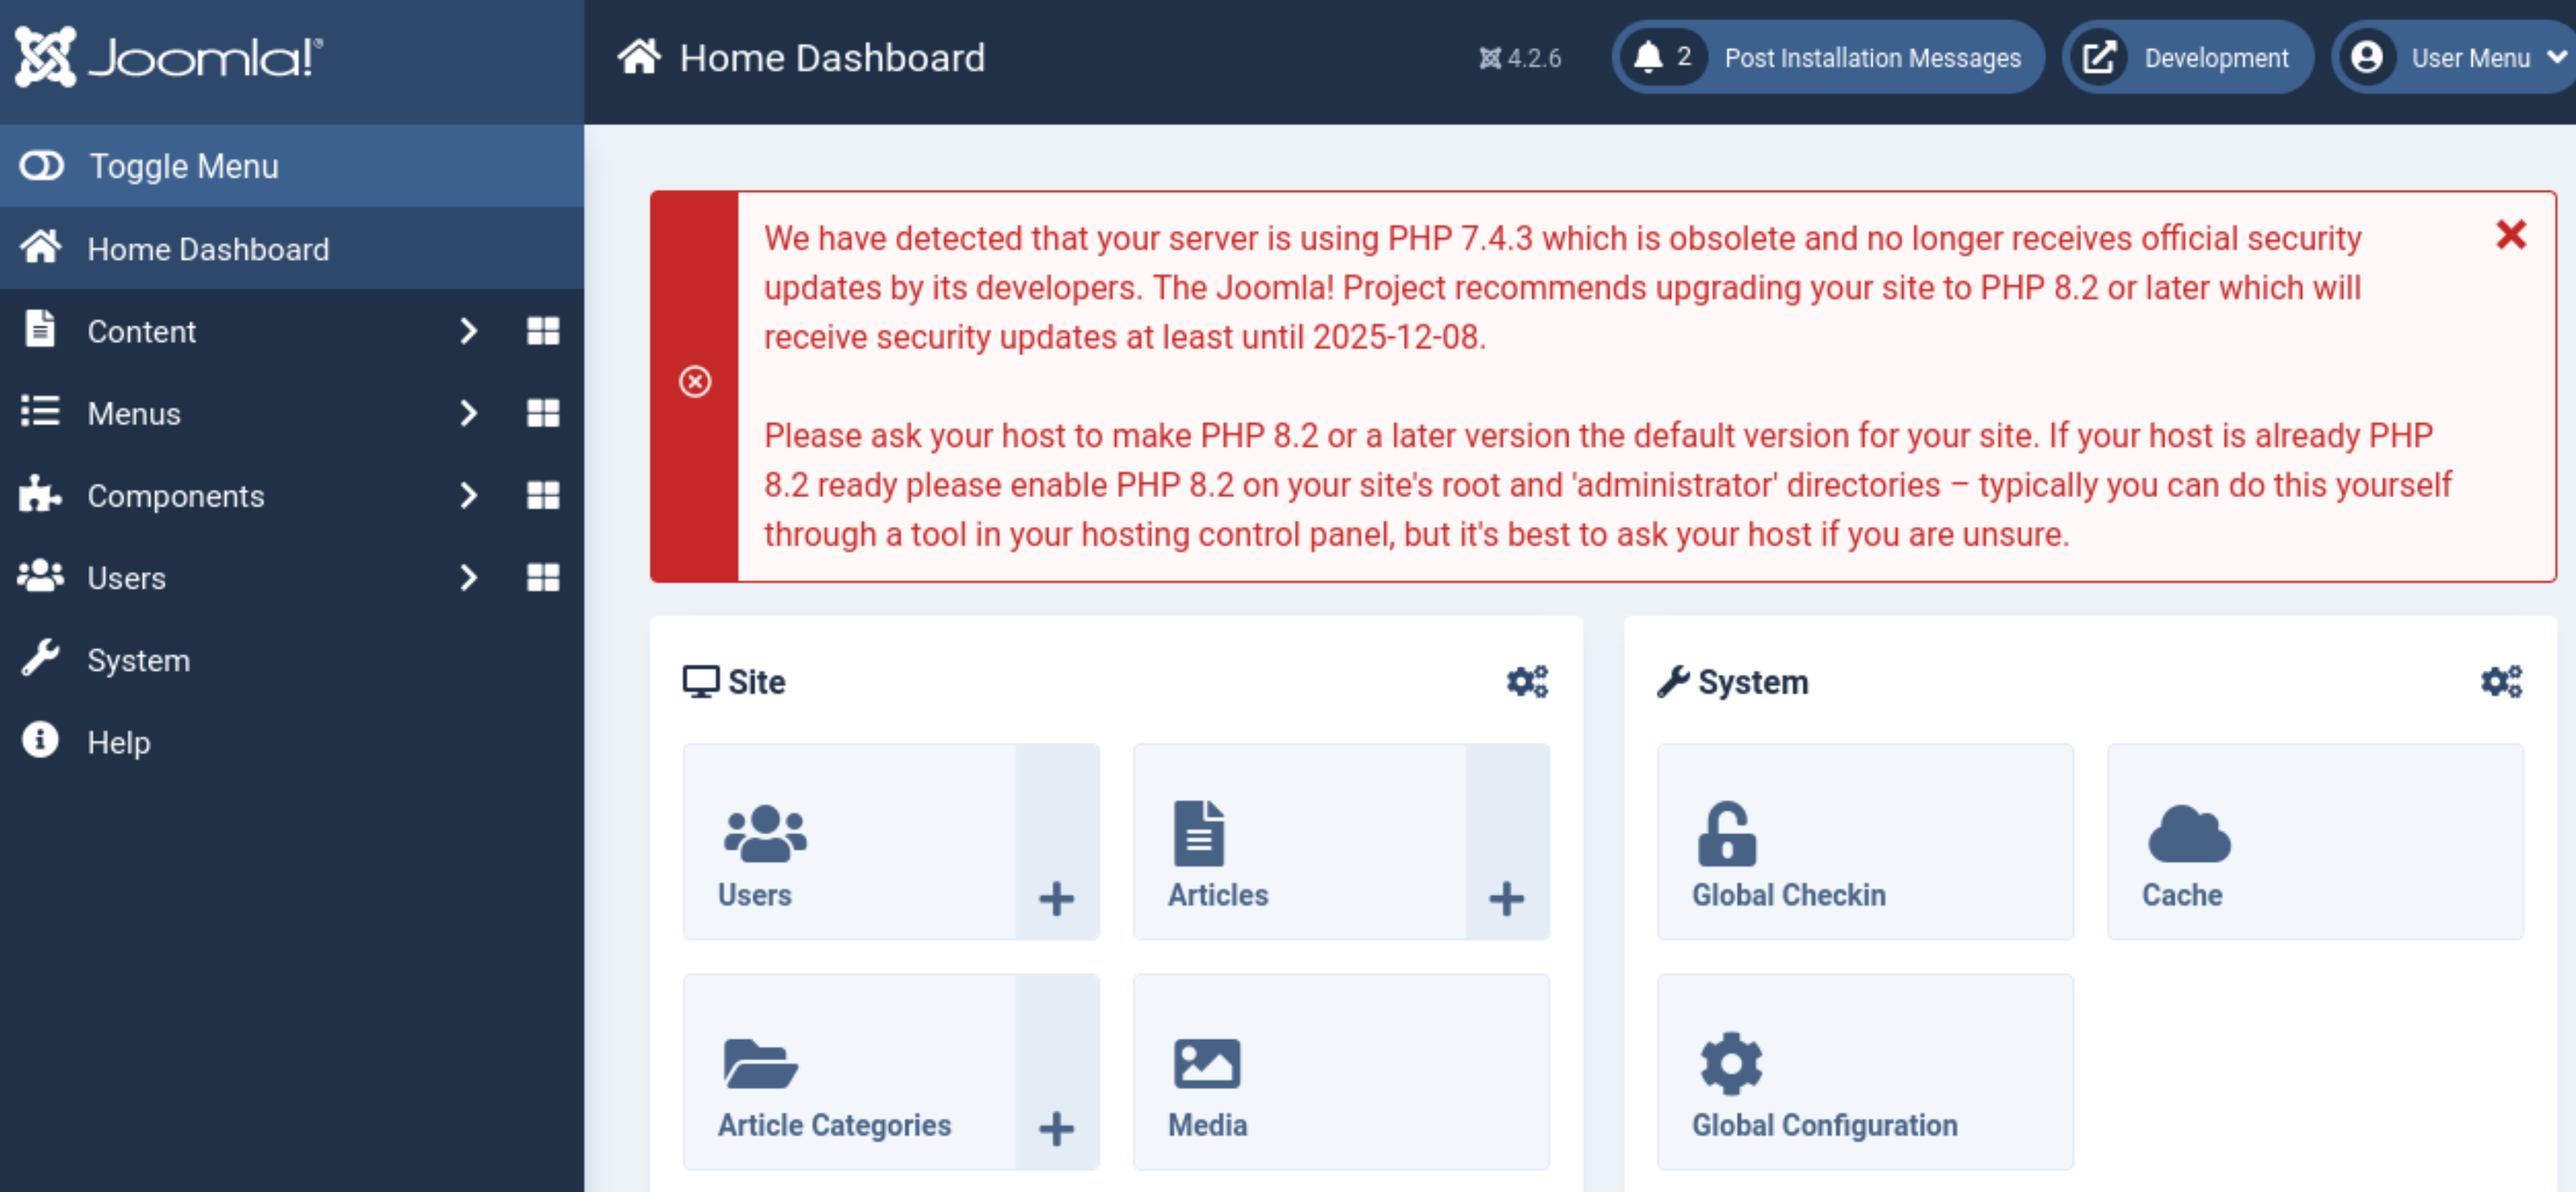 Joomla!®
Home Dashboard
4.2.6
2
Post Installation Messages
Development
User Menu
Toggle Menu
Home Dashboard
Content
Menus
Components
Users
System
Help
We have detected that your server is using PHP 7.4.3 which is obsolete and no longer receives official security
updates by its developers. The Joomla! Project recommends upgrading your site to PHP 8.2 or later which will
receive security updates at least until 2025-12-08.
Please ask your host to make PHP 8.2 or a later version the default version for your site. If your host is already PHP
8.2 ready please enable PHP 8.2 on your site's root and 'administrator' directories – typically you can do this yourself
through a tool in your hosting control panel, but it's best to ask your host if you are unsure.
Site
Users
Articles
Article Categories
Media
System
Global Checkin
Cache
Global Configuration